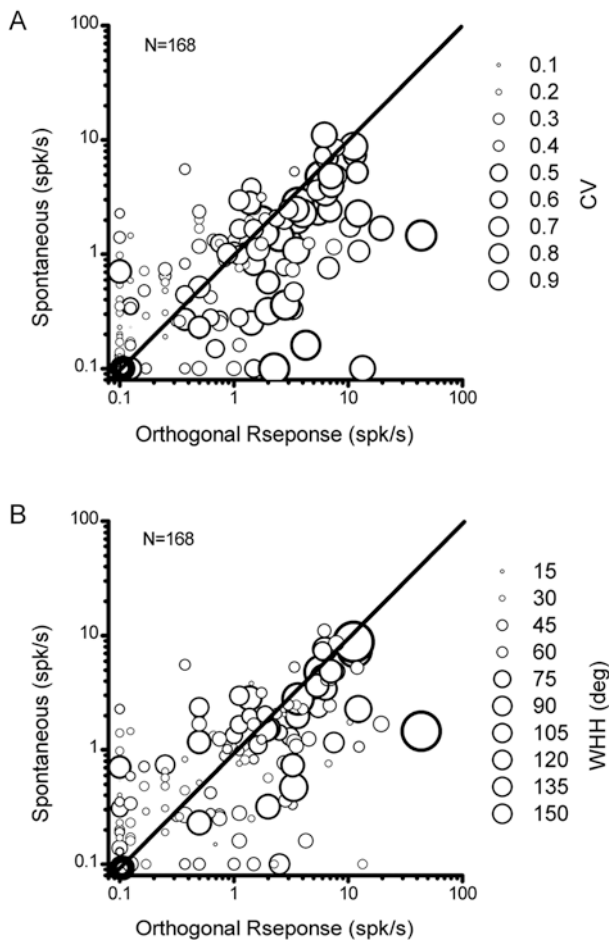 A
N=168
100
10
1
0.1
Spontaneous (spk/s)
0.1 1 10 100
Orthogonal Rseponse (spk/s)
0.1
0.2
0.3
0.4
0.5
0.6
0.7
0.8
0.9
CV
B
N=168
100
10
1
0.1
Spontaneous (spk/s)
0.1 1 10 100
Orthogonal Rseponse (spk/s)
15
30
45
60
75
90
105
120
135
150
WHH (deg)